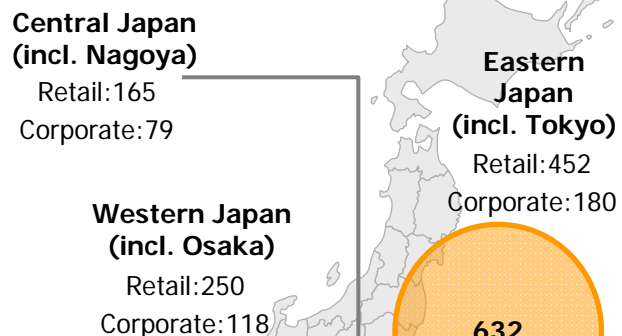 Central Japan
(incl. Nagoya)
Retail:165
Corporate:79
Eastern
Japan
(incl. Tokyo)
Retail:452
Corporate:180
Western Japan
(incl. Osaka)
Retail:250
Corporate:118
632